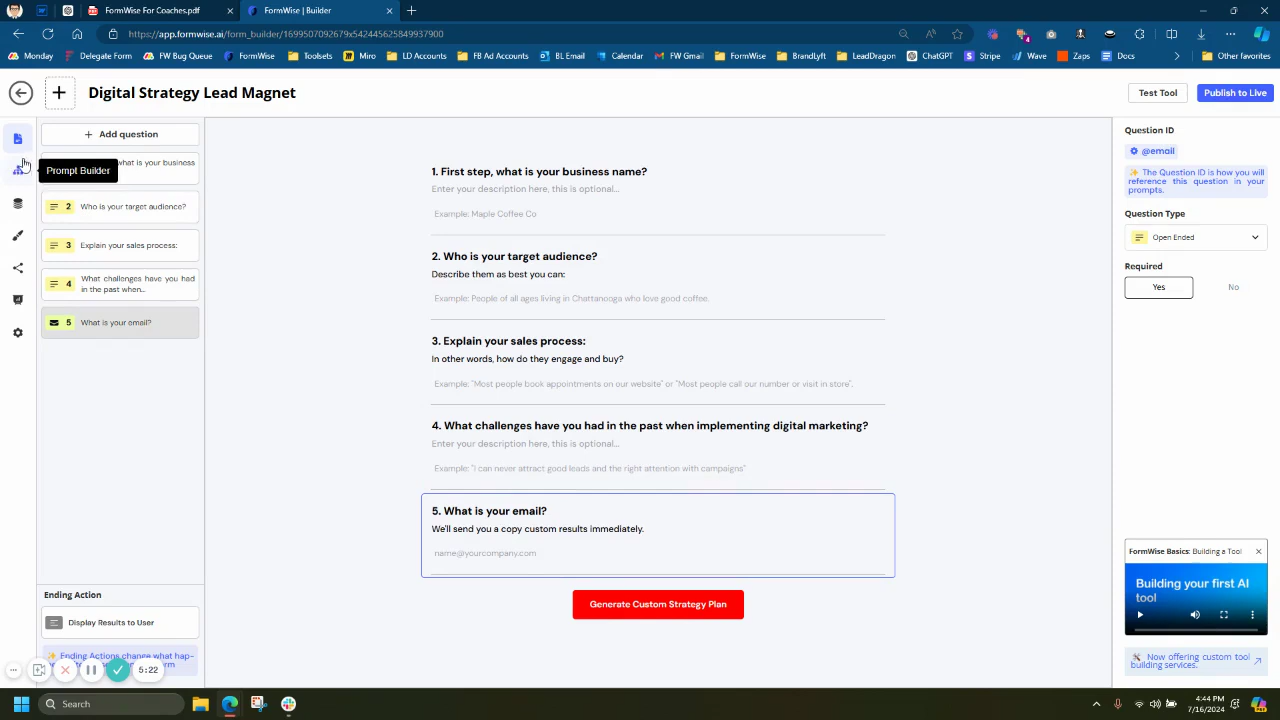 FormWise For Coaches.pdf
FormWise | Builder
https://app.formwise.ai/form_builder/1699507092679x542445625849937900
Monday
Delegate Form
FW Bug Queue
FormWise
Toolsets
Miro
LD Accounts
FB Ad Accounts
BL Email
Calendar
FW Gmail
FormWise
BrandLyft
LeadDragon
ChatGPT
Stripe
Wave
Zaps
Docs
Other favorites
Digital Strategy Lead Magnet
Test Tool
Publish to Live
+ Add question
Prompt Builder
what is your business
2 Who is your target audience?
3 Explain your sales process:
4 What challenges have you had
in the past when...
5 What is your email?
Ending Action
Display Results to User
Ending Actions change what hap-
5:22
1. First step, what is your business name?
Enter your description here, this is optional...
Example: Maple Coffee Co
2. Who is your target audience?
Describe them as best you can:
Example: People of all ages living in Chattanooga who love good coffee.
3. Explain your sales process:
In other words, how do they engage and buy?
Example: "Most people book appointments on our website" or "Most people call our number or visit in store".
4. What challenges have you had in the past when implementing digital marketing?
Enter your description here, this is optional...
Example: "I can never attract good leads and the right attention with campaigns"
5. What is your email?
We'll send you a copy custom results immediately.
name@yourcompany.com
Generate Custom Strategy Plan
Question ID
@email
The Question ID is how you will
reference this question in your
prompts.
Question Type
Open Ended
Required
Yes No
FormWise Basics: Building a Tool
Building your first AI
tool
Now offering custom tool
building services.
Search
4:44 PM
7/16/2024